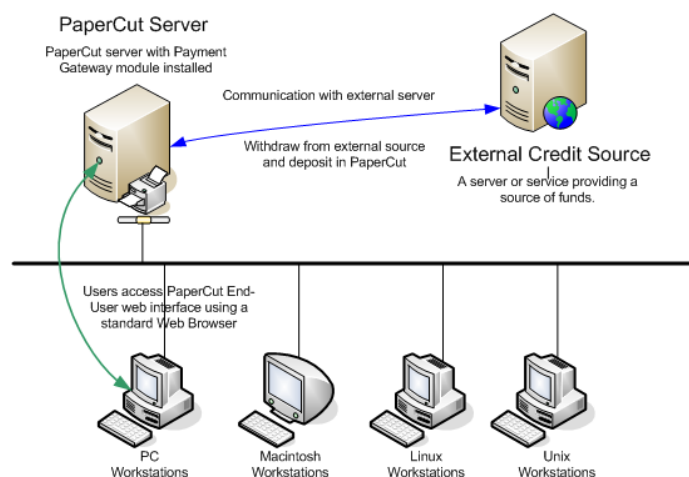 PaperCut Server
PaperCut server with Payment
Gateway module installed
Communication with external server
Withdraw from external source
and deposit in PaperCut
External Credit Source
A server or service providing a
source of funds.
Users access PaperCut End-
User web interface using a
standard Web Browser
PC
Workstations
Macintosh
Workstations
Linux
Workstations
Unix
Workstations